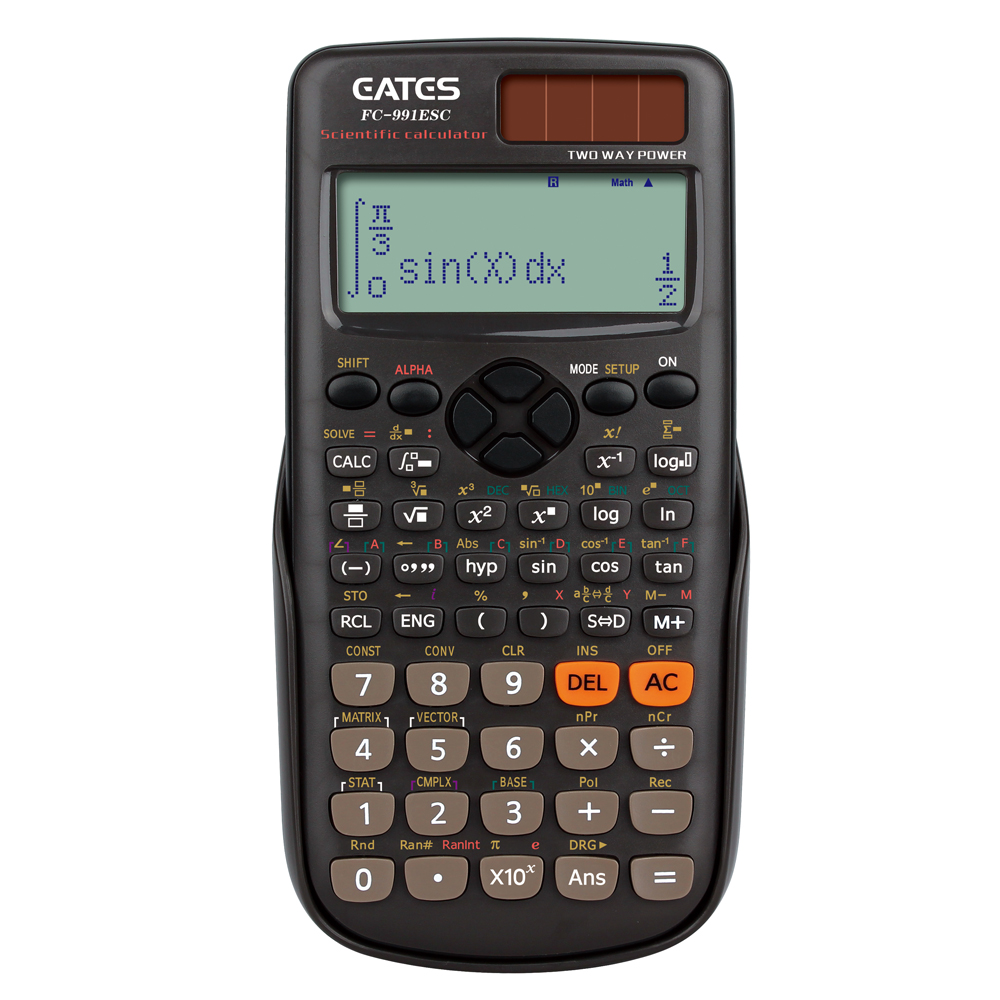 EATES
FC-991ESC
Scientific calculator
TWO WAY POWER
R Math ▲
∫ π/3 0 sin(X)dx 1/2
SHIFT ALPHA MODE SETUP ON
SOLVE = d/dx■ : x! Σ
CALC ∫ x⁻¹ log
x³ DEC ■√□ HEX 10■ BIN e■ OCT
³√■
√■ x² x■ log ln
∠ A ← B Abs C sin⁻¹ D cos⁻¹ E tan⁻¹ F
(−) °,,, hyp sin cos tan
STO ← i % , X a b/c⇔d/c Y M− M
RCL ENG ( ) S⇔D M+
CONST CONV CLR INS OFF
7 8 9 DEL AC
MATRIX VECTOR nPr nCr
4 5 6 × ÷
STAT CMPLX BASE Pol Rec
1 2 3 + −
Rnd Ran# RanInt π e DRG►
0 • X10ˣ Ans =